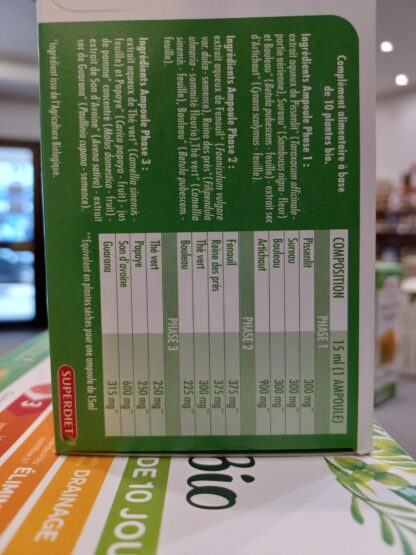 Complément alimentaire à base
de 10 plantes bio.
Ingrédients Ampoule Phase 1 :
extrait aqueux de Pissenlit* (Taraxacum officinale -
partie aérienne), Sureau* (Sambucus nigra - fleur)
et Bouleau* (Betula pubescens - feuille) - extrait sec
d'Artichaut* (Cynara scolymus - feuille).
Ingrédients Ampoule Phase 2 :
extrait aqueux de Fenouil* (Foeniculum vulgare
var. dulce - semence), Reine des prés* (Filipendula
ulmaria - sommité fleurie), Thé vert* (Camellia
sinensis - feuille), Bouleau* (Betula pubescens -
feuille).
Ingrédients Ampoule Phase 3 :
extrait aqueux de Thé vert* (Camellia sinensis -
feuille) et Papaye* (Carica papaya - fruit) - jus
de pomme* concentré (Malus domestica - fruit) -
extrait de Son d'Avoine* (Avena sativa) - extrait
sec de Guarana* (Paullinia cupana - semence).
*Ingrédient issu de l'Agriculture Biologique.
COMPOSITION 15 ml (1 AMPOULE)
PHASE 1
Pissenlit 300 mg**
Sureau 300 mg**
Bouleau 300 mg**
Artichaut 900 mg**
PHASE 2
Fenouil 375 mg**
Reine des prés 375 mg**
Thé vert 300 mg**
Bouleau 225 mg**
PHASE 3
Thé vert 250 mg**
Papaye 250 mg**
Son d'avoine 600 mg**
Guarana 315 mg**
**Equivalent en plantes sèches pour une ampoule de 15ml
SUPERDIET
Bio
DE 10 JOU
DRAINAGE
ÉLIMIN
3